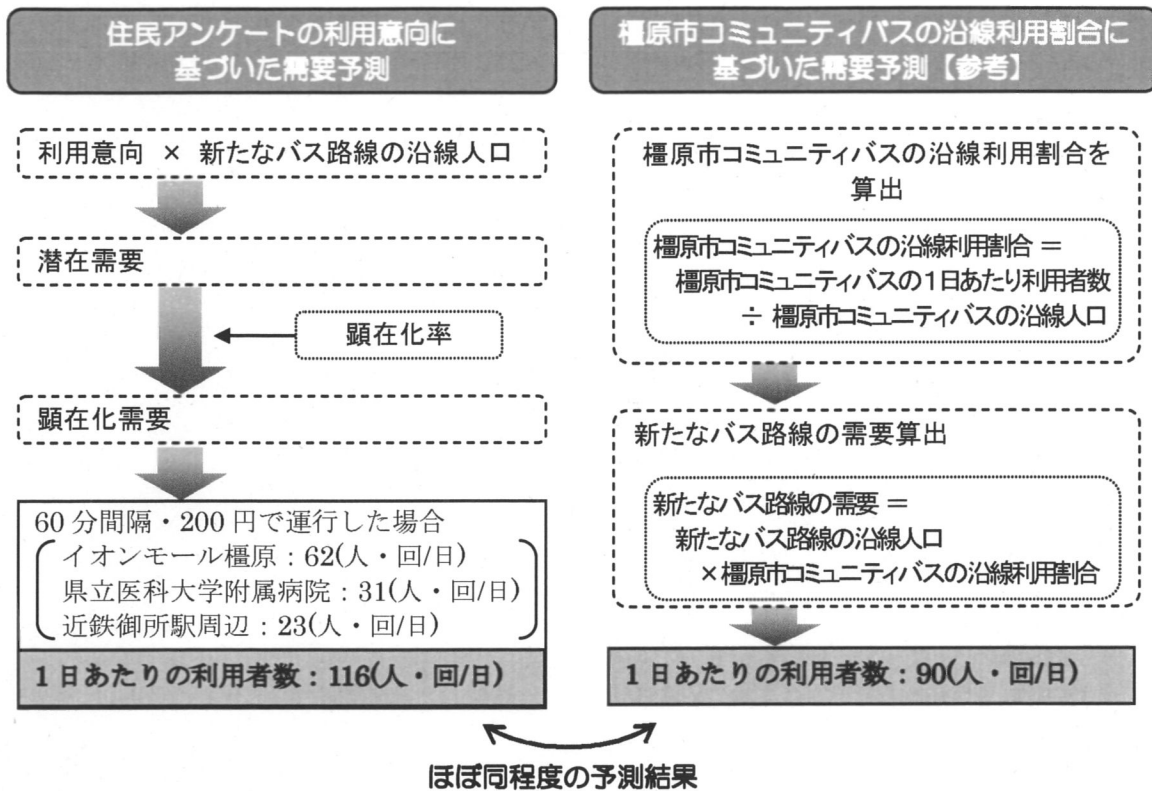 住民アンケートの利用意向に
基づいた需要予測
利用意向 × 新たなバス路線の沿線人口
潜在需要
顕在化率
顕在化需要
60分間隔・200円で運行した場合
イオンモール橿原：62(人・回/日)
県立医科大学附属病院：31(人・回/日)
近鉄御所駅周辺：23(人・回/日)
1日あたりの利用者数：116(人・回/日)
橿原市コミュニティバスの沿線利用割合に
基づいた需要予測【参考】
橿原市コミュニティバスの沿線利用割合を
算出
橿原市コミュニティバスの沿線利用割合＝
橿原市コミュニティバスの1日あたり利用者数
÷ 橿原市コミュニティバスの沿線人口
新たなバス路線の需要算出
新たなバス路線の需要＝
新たなバス路線の沿線人口
×橿原市コミュニティバスの沿線利用割合
1日あたりの利用者数：90(人・回/日)
ほぼ同程度の予測結果